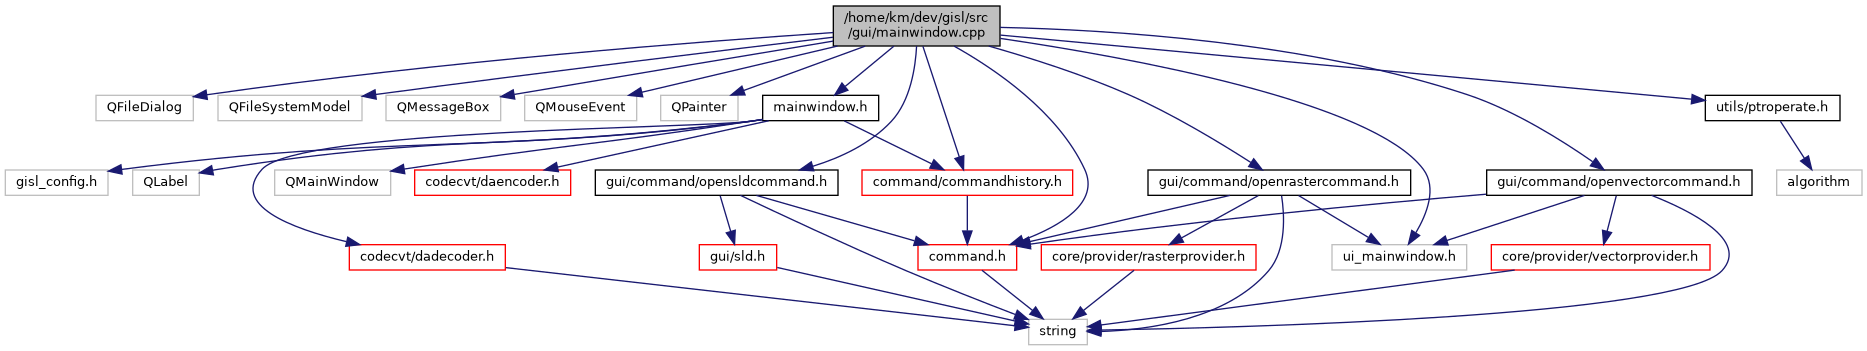 /home/km/dev/gisl/src
/gui/mainwindow.cpp
QFileDialog
QFileSystemModel
QMessageBox
QMouseEvent
QPainter
mainwindow.h
utils/ptroperate.h
gisl_config.h
QLabel
QMainWindow
codecvt/daencoder.h
gui/command/opensldcommand.h
command/commandhistory.h
gui/command/openrastercommand.h
gui/command/openvectorcommand.h
algorithm
codecvt/dadecoder.h
gui/sld.h
command.h
core/provider/rasterprovider.h
ui_mainwindow.h
core/provider/vectorprovider.h
string